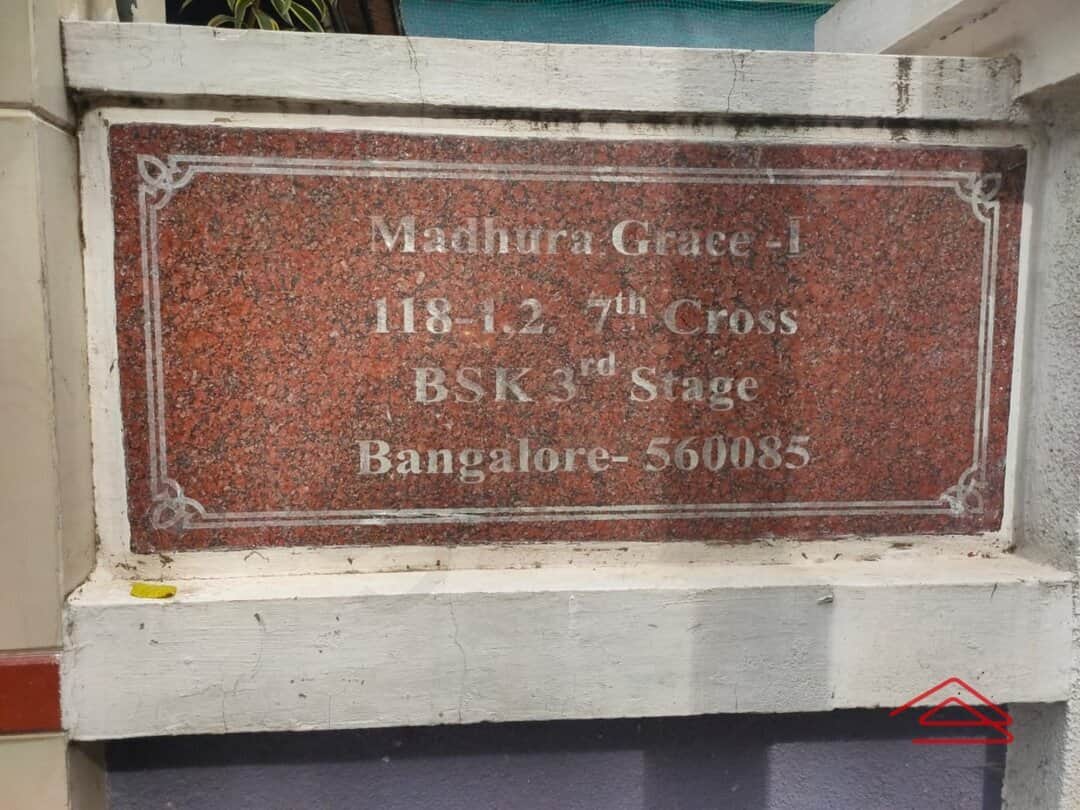 Madhura Grace -I
118-1.2. 7th Cross
BSK 3rd Stage
Bangalore- 560085